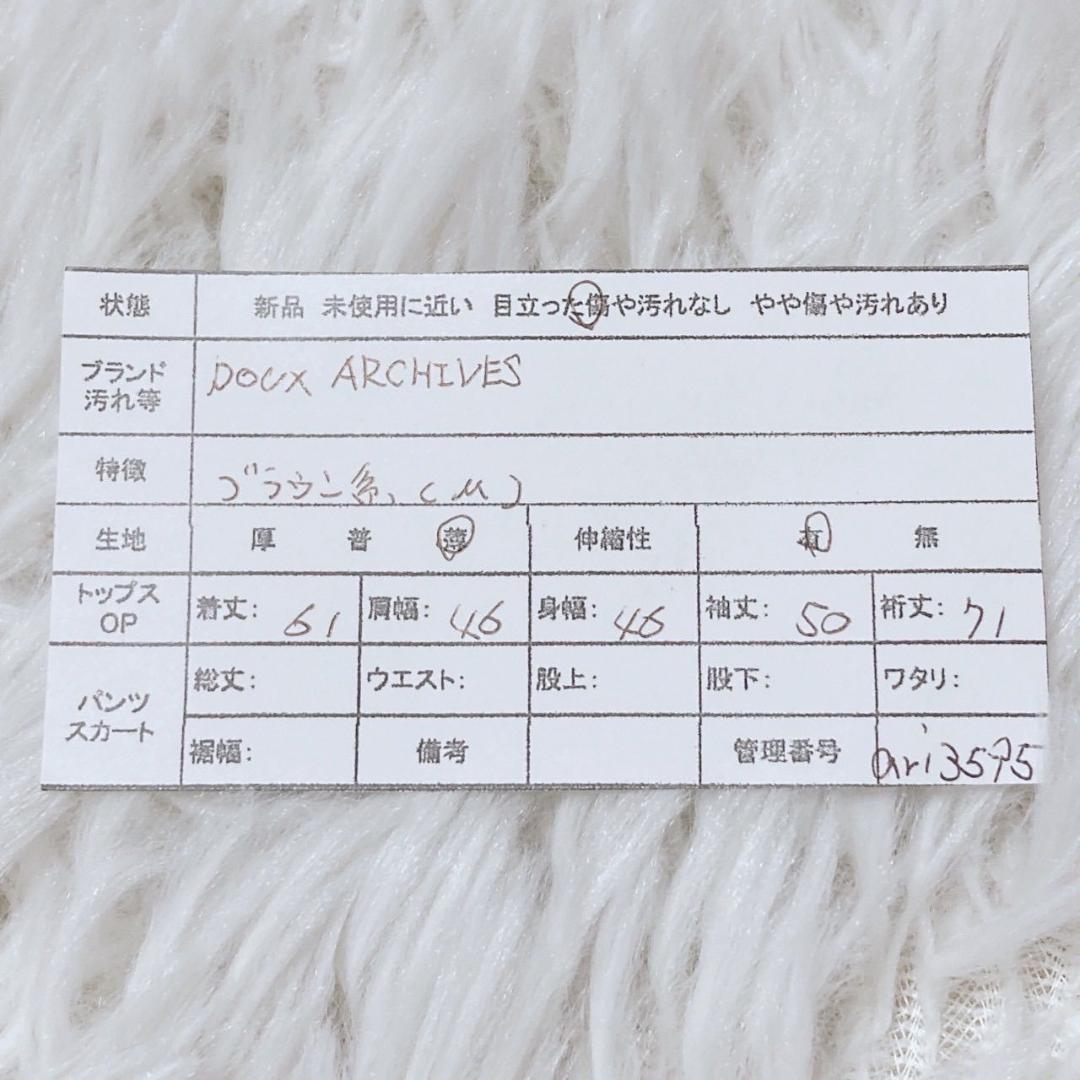 状態 新品 未使用に近い 目立った傷や汚れなし やや傷や汚れあり
ブランド
汚れ等
DOUX ARCHIVES
特徴
ブラウン系、(M)
生地 厚 普 薄 伸縮性 有 無
トップス
OP
着丈: 61 肩幅: 46 身幅: 46 袖丈: 50 裄丈: 71
パンツ
スカート
総丈: ウエスト: 股上: 股下: ワタリ:
裾幅: 備考 管理番号 ari3595